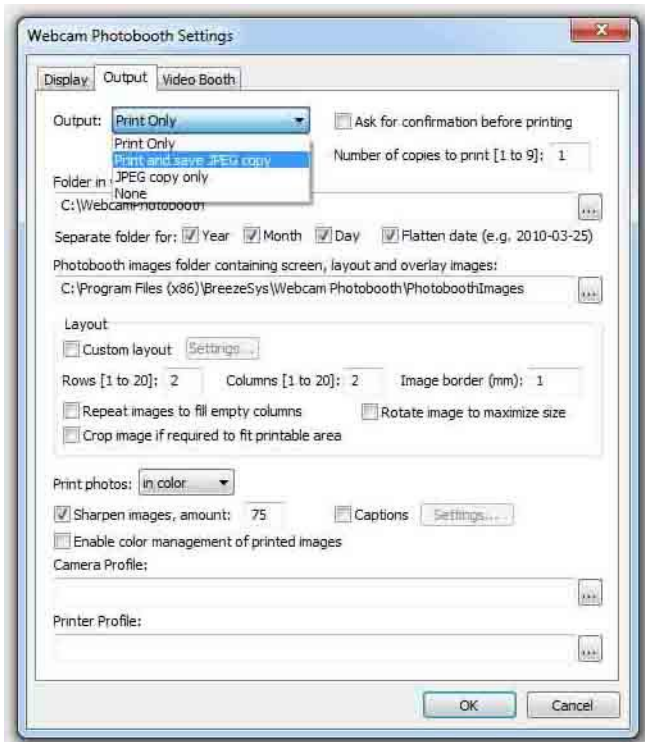 Webcam Photobooth Settings
Display Output Video Booth
Output: Print Only Ask for confirmation before printing
Print Only
Print and save JPEG copy Number of copies to print [1 to 9]: 1
JPEG copy only
Folder in
None
C:\WebcamPhotobooth ...
Separate folder for: Year Month Day Flatten date (e.g. 2010-03-25)
Photobooth images folder containing screen, layout and overlay images:
C:\Program Files (x86)\BreezeSys\Webcam Photobooth\PhotoboothImages ...
Layout
Custom layout Settings...
Rows [1 to 20]: 2 Columns [1 to 20]: 2 Image border (mm): 1
Repeat images to fill empty columns Rotate image to maximize size
Crop image if required to fit printable area
Print photos: in color
Sharpen images, amount: 75 Captions Settings...
Enable color management of printed images
Camera Profile:
...
Printer Profile:
...
OK Cancel